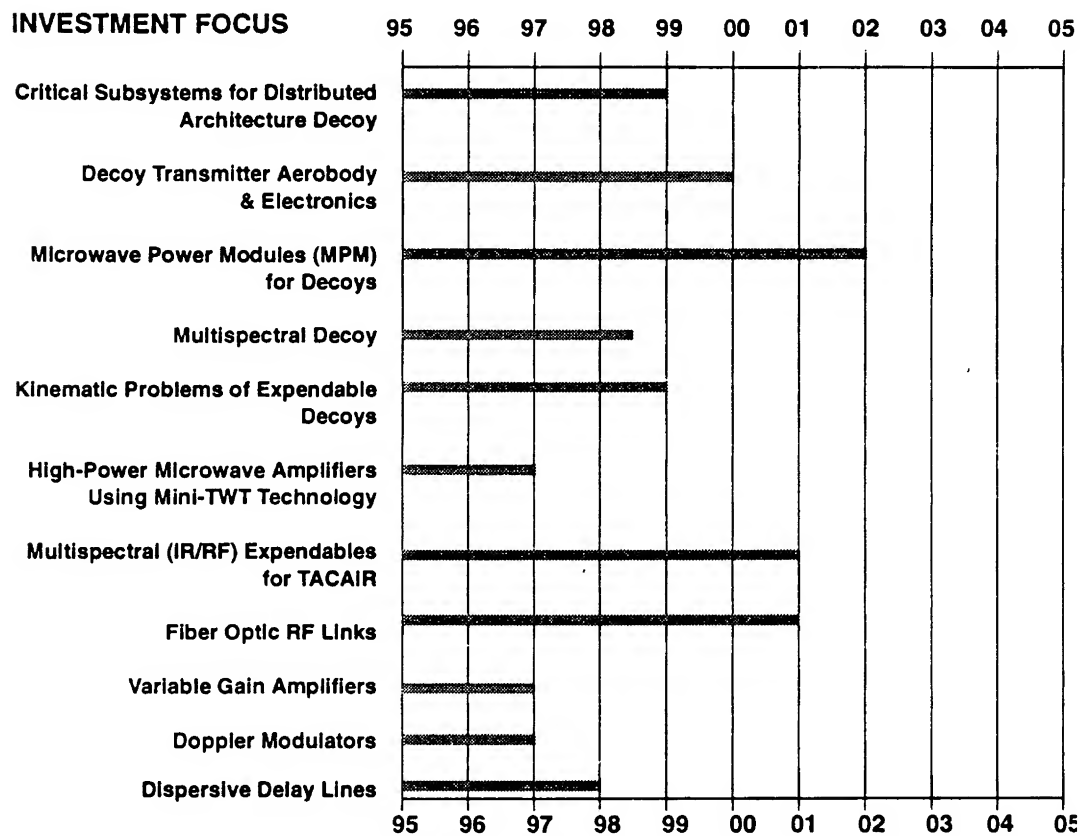 INVESTMENT FOCUS
95 96 97 98 99 00 01 02 03 04 05
Critical Subsystems for Distributed
Architecture Decoy
Decoy Transmitter Aerobody
& Electronics
Microwave Power Modules (MPM)
for Decoys
Multispectral Decoy
Kinematic Problems of Expendable
Decoys
High-Power Microwave Amplifiers
Using Mini-TWT Technology
Multispectral (IR/RF) Expendables
for TACAIR
Fiber Optic RF Links
Variable Gain Amplifiers
Doppler Modulators
Dispersive Delay Lines
95 96 97 98 99 00 01 02 03 04 05